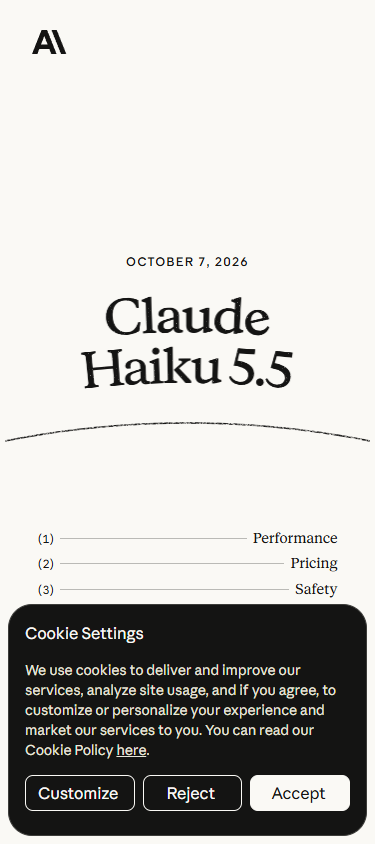 A\
OCTOBER 7, 2026
Claude
Haiku 5.5
(1) Performance
(2) Pricing
(3) Safety
Cookie Settings
We use cookies to deliver and improve our
services, analyze site usage, and if you agree, to
customize or personalize your experience and
market our services to you. You can read our
Cookie Policy here.
Customize Reject Accept